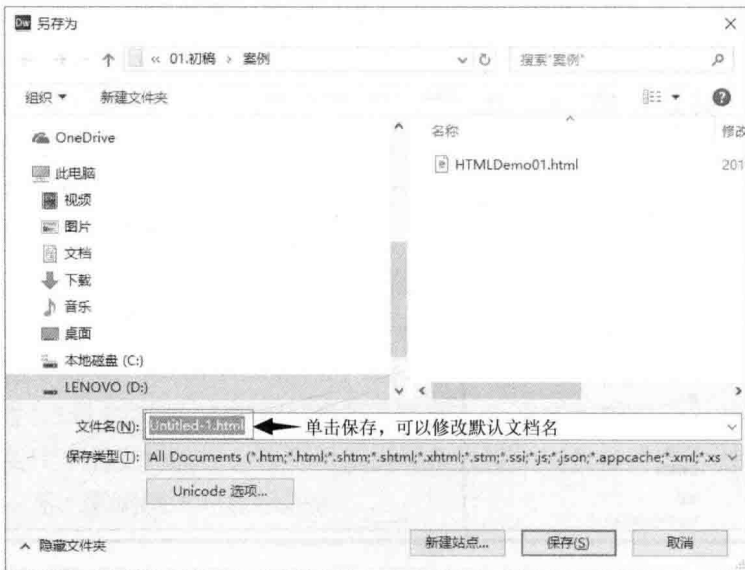 Dw 另存为
« 01.初稿 › 案例
搜索"案例"
组织 新建文件夹
名称 修改
OneDrive
此电脑
HTMLDemo01.html 201
视频
图片
文档
下载
音乐
桌面
本地磁盘 (C:)
LENOVO (D:)
文件名(N): Untitled-1.html 单击保存，可以修改默认文档名
保存类型(T): All Documents (*.htm;*.html;*.shtm;*.shtml;*.xhtml;*.stm;*.ssi;*.js;*.json;*.appcache;*.xml;*.xs
Unicode 选项...
隐藏文件夹 新建站点... 保存(S) 取消